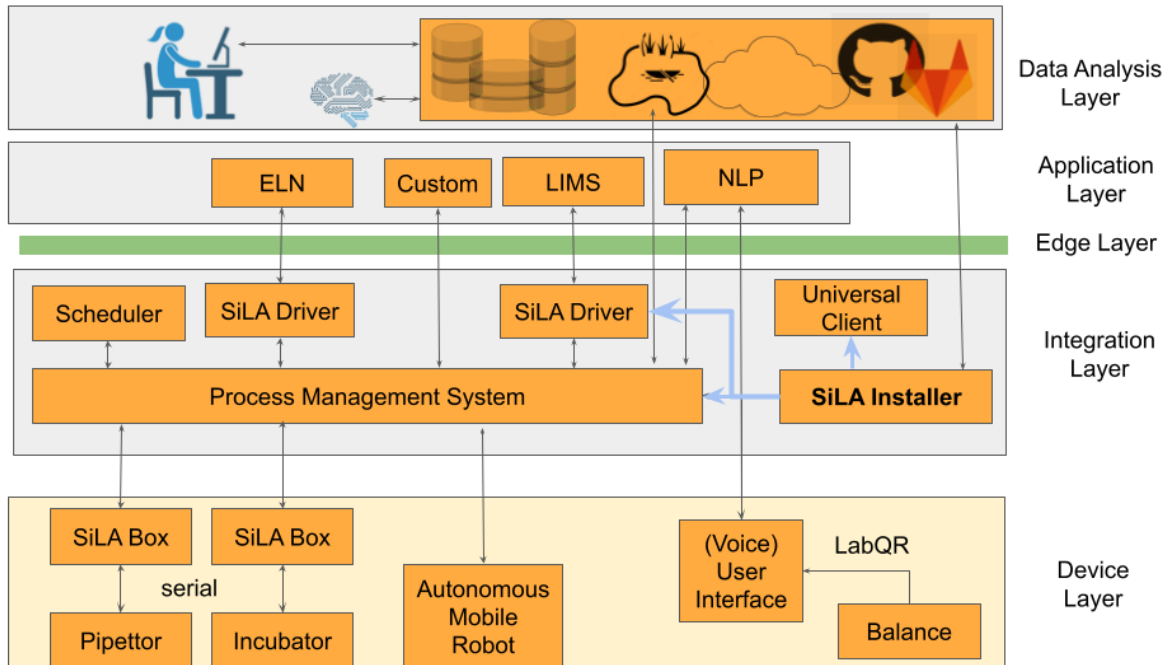 Data Analysis
Layer
ELN
Custom
LIMS
NLP
Application
Layer
Edge Layer
Scheduler
SiLA Driver
SiLA Driver
Universal
Client
Integration
Layer
Process Management System
SiLA Installer
SiLA Box
SiLA Box
(Voice)
User
Interface
LabQR
serial
Autonomous
Mobile
Robot
Device
Layer
Pipettor
Incubator
Balance